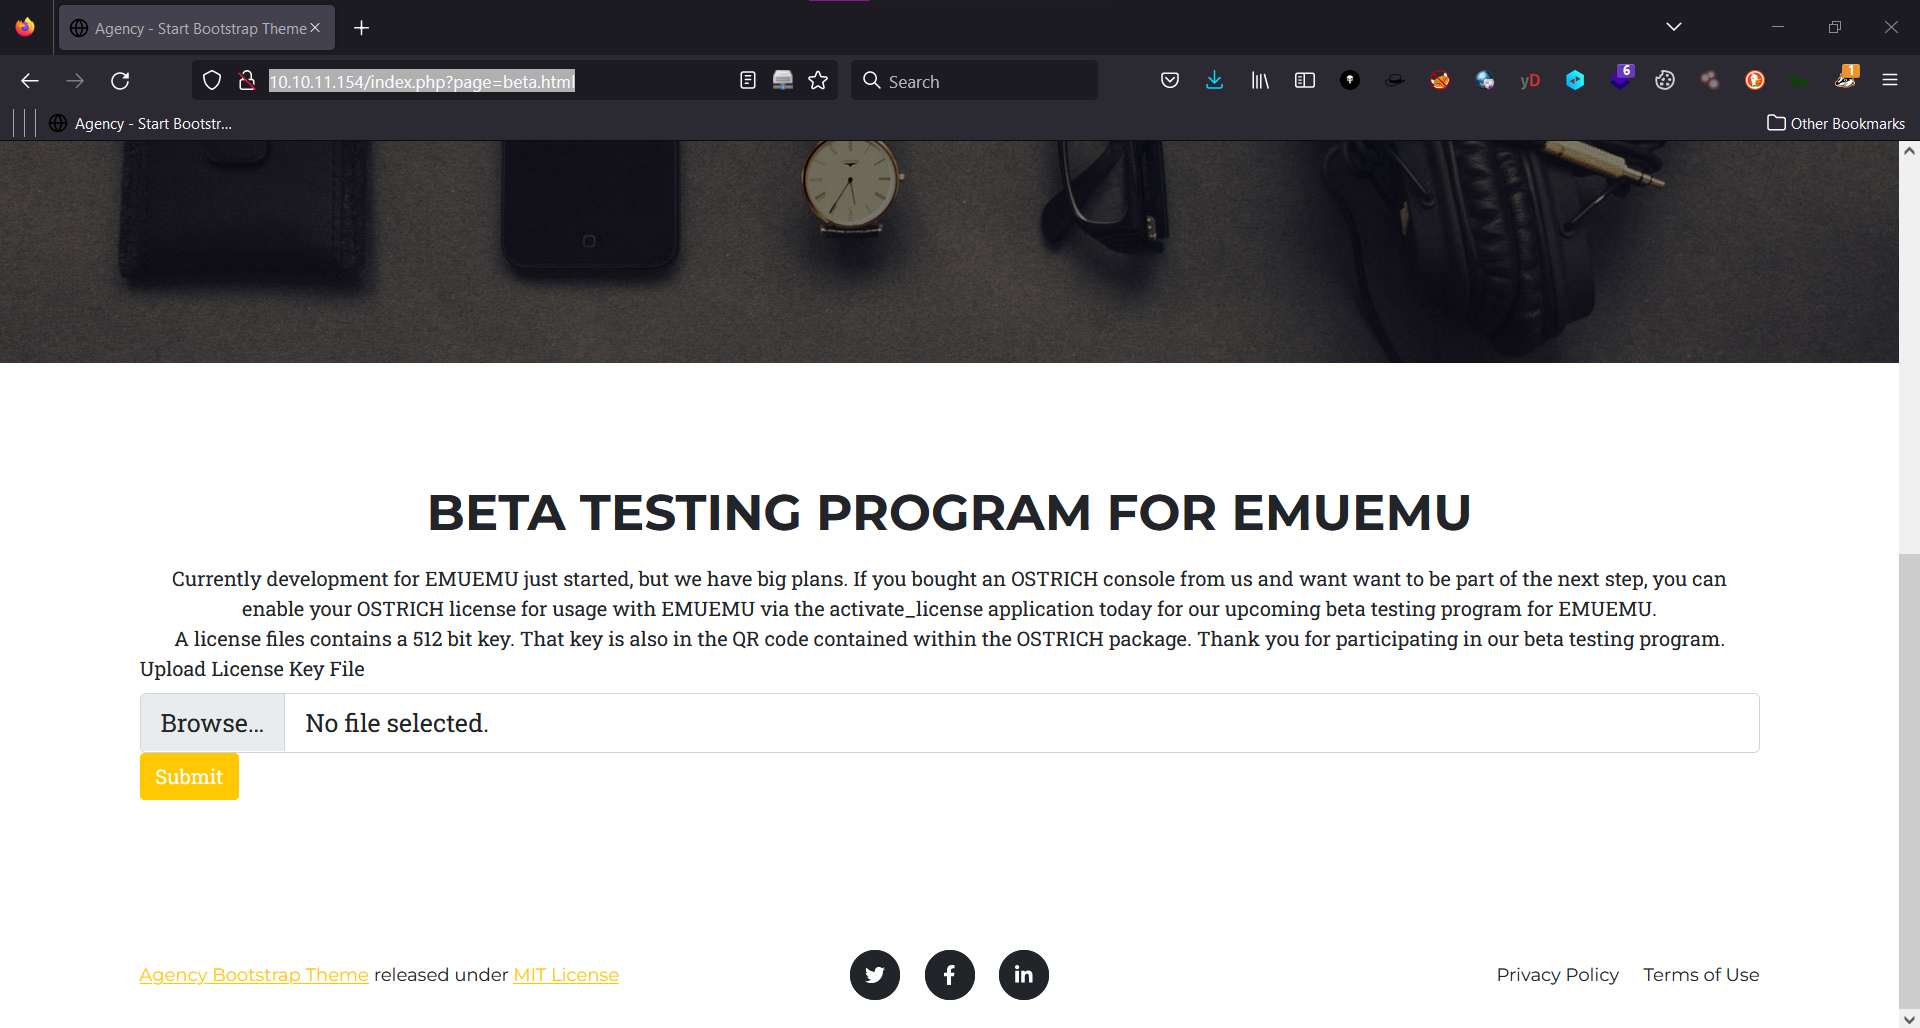 Agency - Start Bootstrap Theme
10.10.11.154/index.php?page=beta.html
Search
yD
6
1
Agency - Start Bootstr...
Other Bookmarks
BETA TESTING PROGRAM FOR EMUEMU
Currently development for EMUEMU just started, but we have big plans. If you bought an OSTRICH console from us and want want to be part of the next step, you can
enable your OSTRICH license for usage with EMUEMU via the activate_license application today for our upcoming beta testing program for EMUEMU.
A license files contains a 512 bit key. That key is also in the QR code contained within the OSTRICH package. Thank you for participating in our beta testing program.
Upload License Key File
Browse... No file selected.
Submit
Agency Bootstrap Theme released under MIT License
Privacy Policy Terms of Use